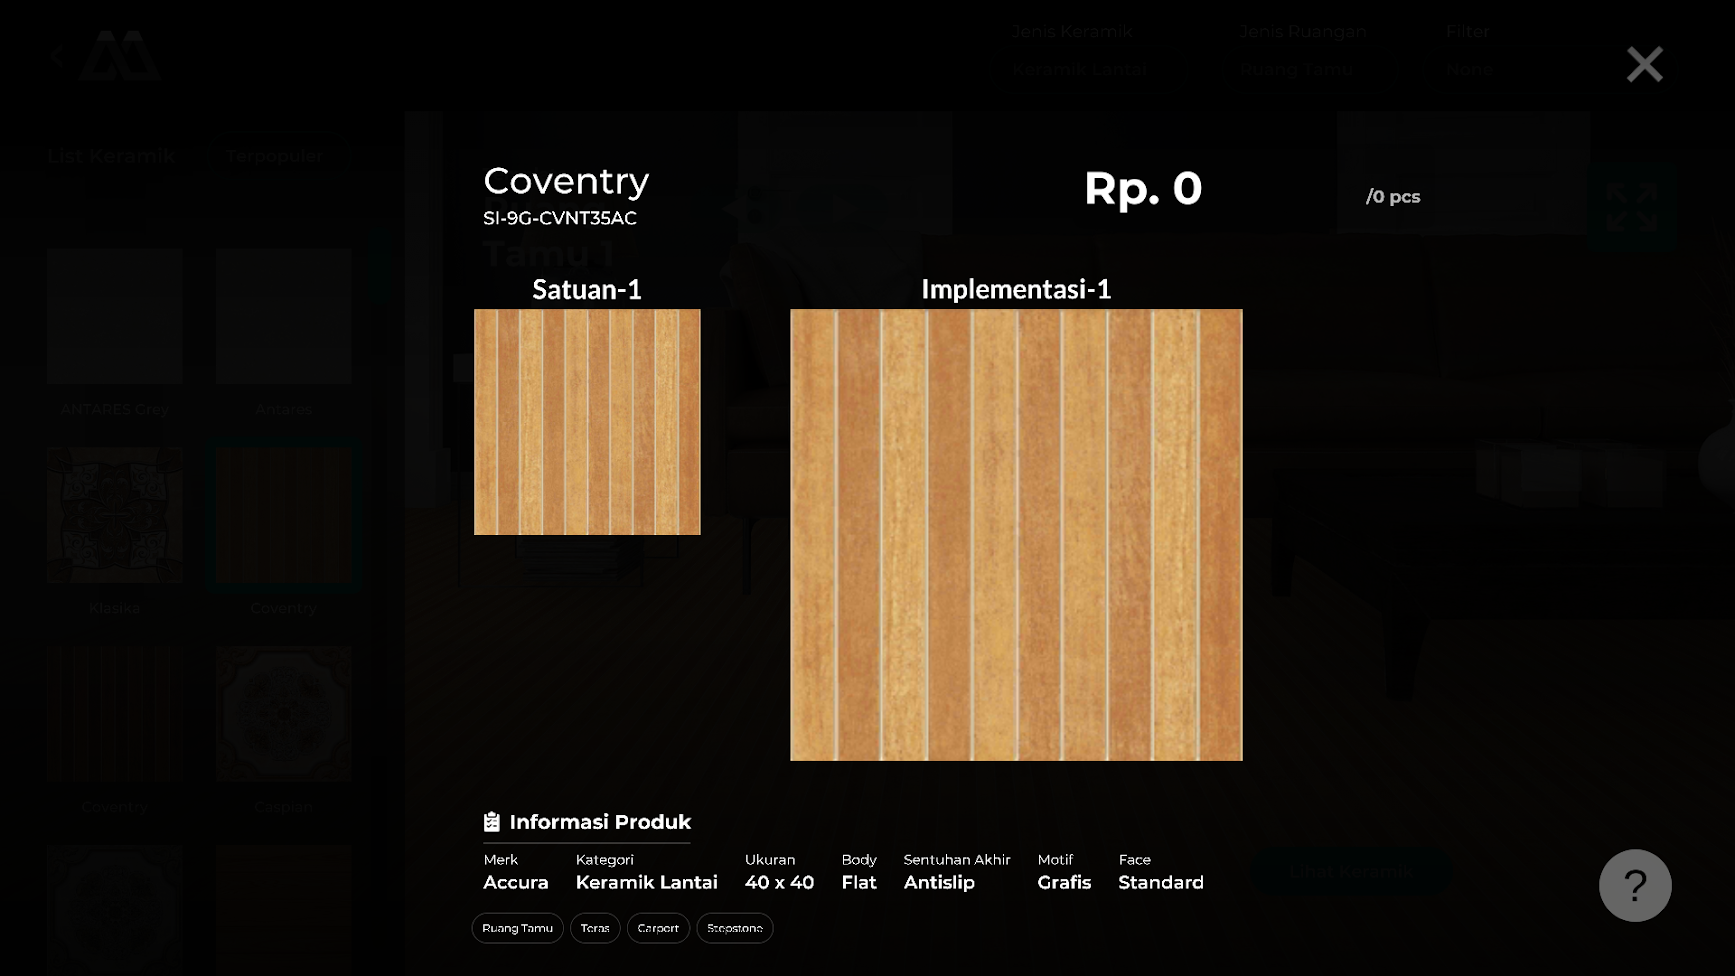 Jenis Keramik
Jenis Ruangan
Filter
Keramik Lantai
Ruang Tamu
None
List Keramik
Terpopuler
Coventry
SI-9G-CVNT35AC
Rp. 0
/0 pcs
Tamu 1
Satuan-1
Implementasi-1
ANTARES Grey
Antares
Klasika
Coventry
Coventry
Caspian
Informasi Produk
Merk
Kategori
Ukuran
Body
Sentuhan Akhir
Motif
Face
Accura
Keramik Lantai
40 x 40
Flat
Antislip
Grafis
Standard
Lihat Keramik
Ruang Tamu
Teras
Carport
Stepstone
?